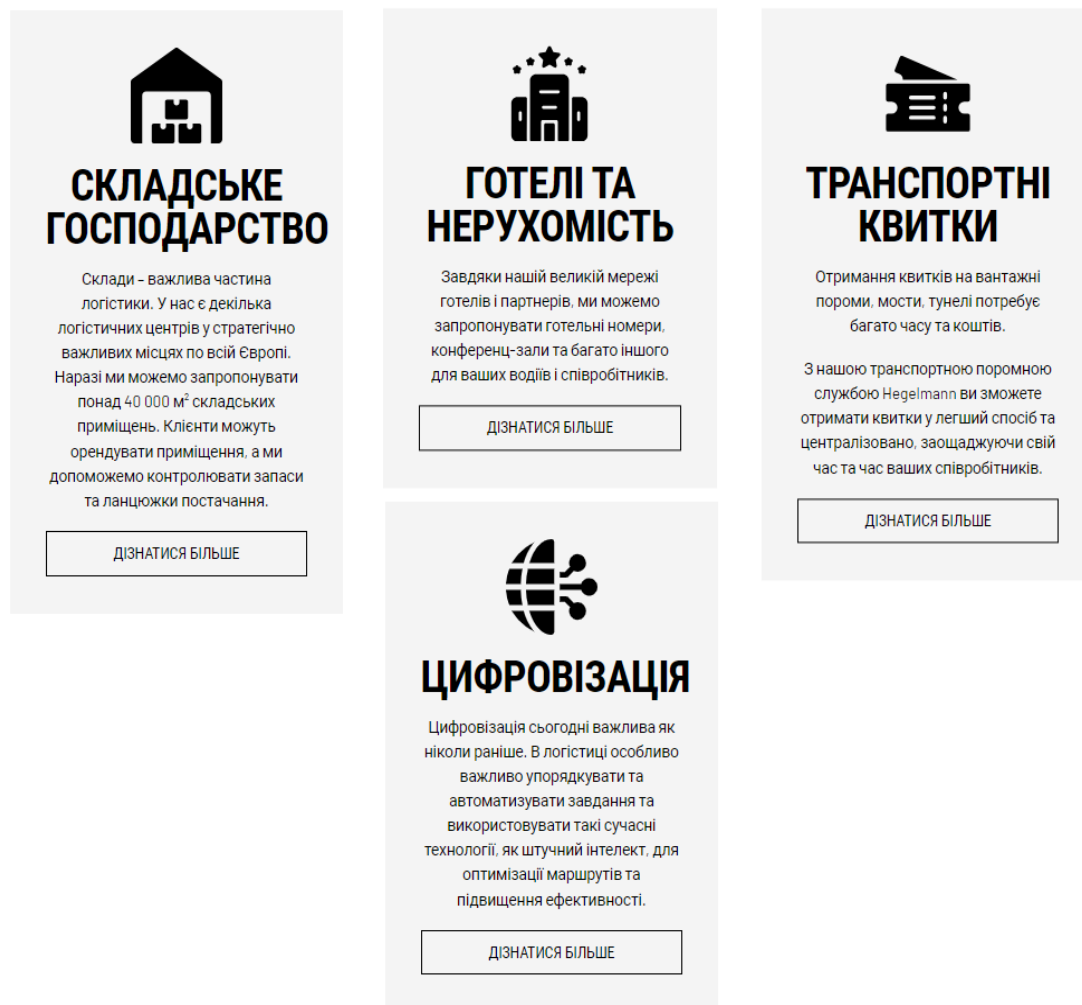 СКЛАДСЬКЕ
ГОСПОДАРСТВО
Склади – важлива частина
логістики. У нас є декілька
логістичних центрів у стратегічно
важливих місцях по всій Європі.
Наразі ми можемо запропонувати
понад 40 000 м² складських
приміщень. Клієнти можуть
орендувати приміщення, а ми
допоможемо контролювати запаси
та ланцюжки постачання.
ДІЗНАТИСЯ БІЛЬШЕ
ГОТЕЛІ ТА
НЕРУХОМІСТЬ
Завдяки нашій великій мережі
готелів і партнерів, ми можемо
запропонувати готельні номери,
конференц-зали та багато іншого
для ваших водіїв і співробітників.
ДІЗНАТИСЯ БІЛЬШЕ
ТРАНСПОРТНІ
КВИТКИ
Отримання квитків на вантажні
пороми, мости, тунелі потребує
багато часу та коштів.
З нашою транспортною поромною
службою Hegelmann ви зможете
отримати квитки у легший спосіб та
централізовано, заощаджуючи свій
час та час ваших співробітників.
ДІЗНАТИСЯ БІЛЬШЕ
ЦИФРОВІЗАЦІЯ
Цифровізація сьогодні важлива як
ніколи раніше. В логістиці особливо
важливо упорядкувати та
автоматизувати завдання та
використовувати такі сучасні
технології, як штучний інтелект, для
оптимізації маршрутів та
підвищення ефективності.
ДІЗНАТИСЯ БІЛЬШЕ